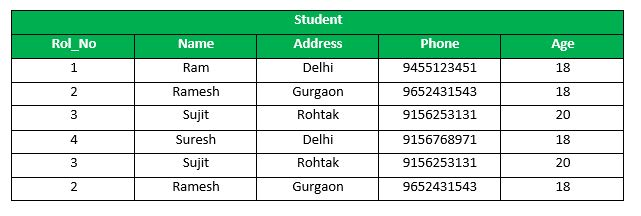 Student
Rol_No Name Address Phone Age
1 Ram Delhi 9455123451 18
2 Ramesh Gurgaon 9652431543 18
3 Sujit Rohtak 9156253131 20
4 Suresh Delhi 9156768971 18
3 Sujit Rohtak 9156253131 20
2 Ramesh Gurgaon 9652431543 18